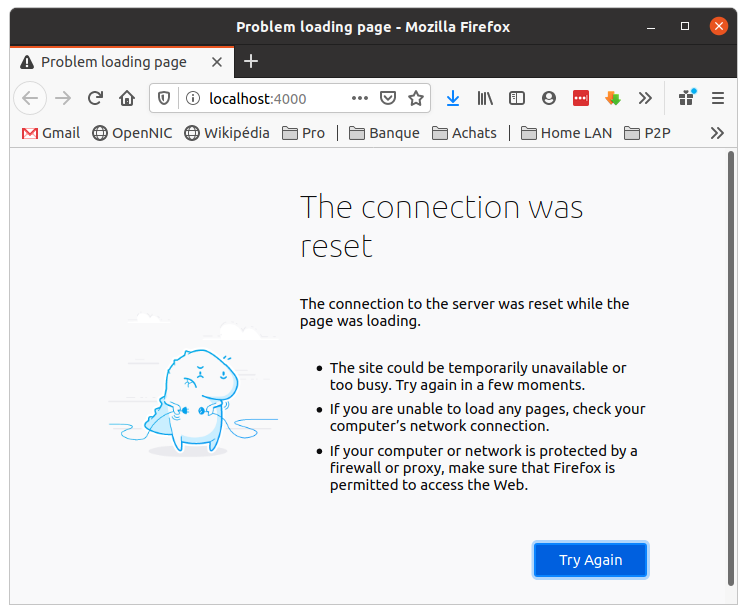 Problem loading page - Mozilla Firefox
Problem loading page
localhost:4000
Gmail OpenNIC Wikipédia Pro Banque Achats Home LAN P2P
The connection was
reset
The connection to the server was reset while the
page was loading.
The site could be temporarily unavailable or
too busy. Try again in a few moments.
If you are unable to load any pages, check your
computer’s network connection.
If your computer or network is protected by a
firewall or proxy, make sure that Firefox is
permitted to access the Web.
Try Again